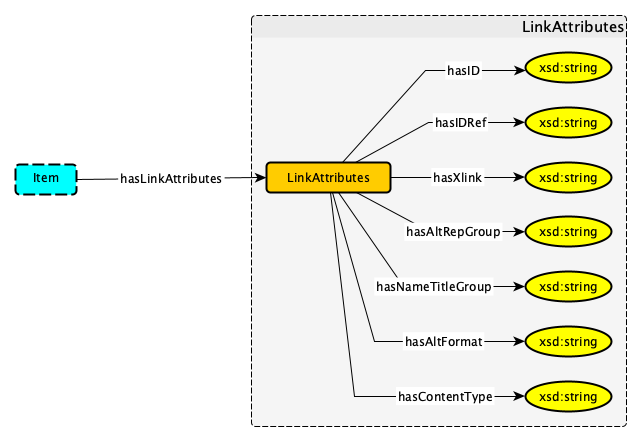 LinkAttributes
hasID
xsd:string
hasIDRef
xsd:string
Item
hasLinkAttributes
LinkAttributes
hasXlink
xsd:string
hasAltRepGroup
xsd:string
hasNameTitleGroup
xsd:string
hasAltFormat
xsd:string
hasContentType
xsd:string